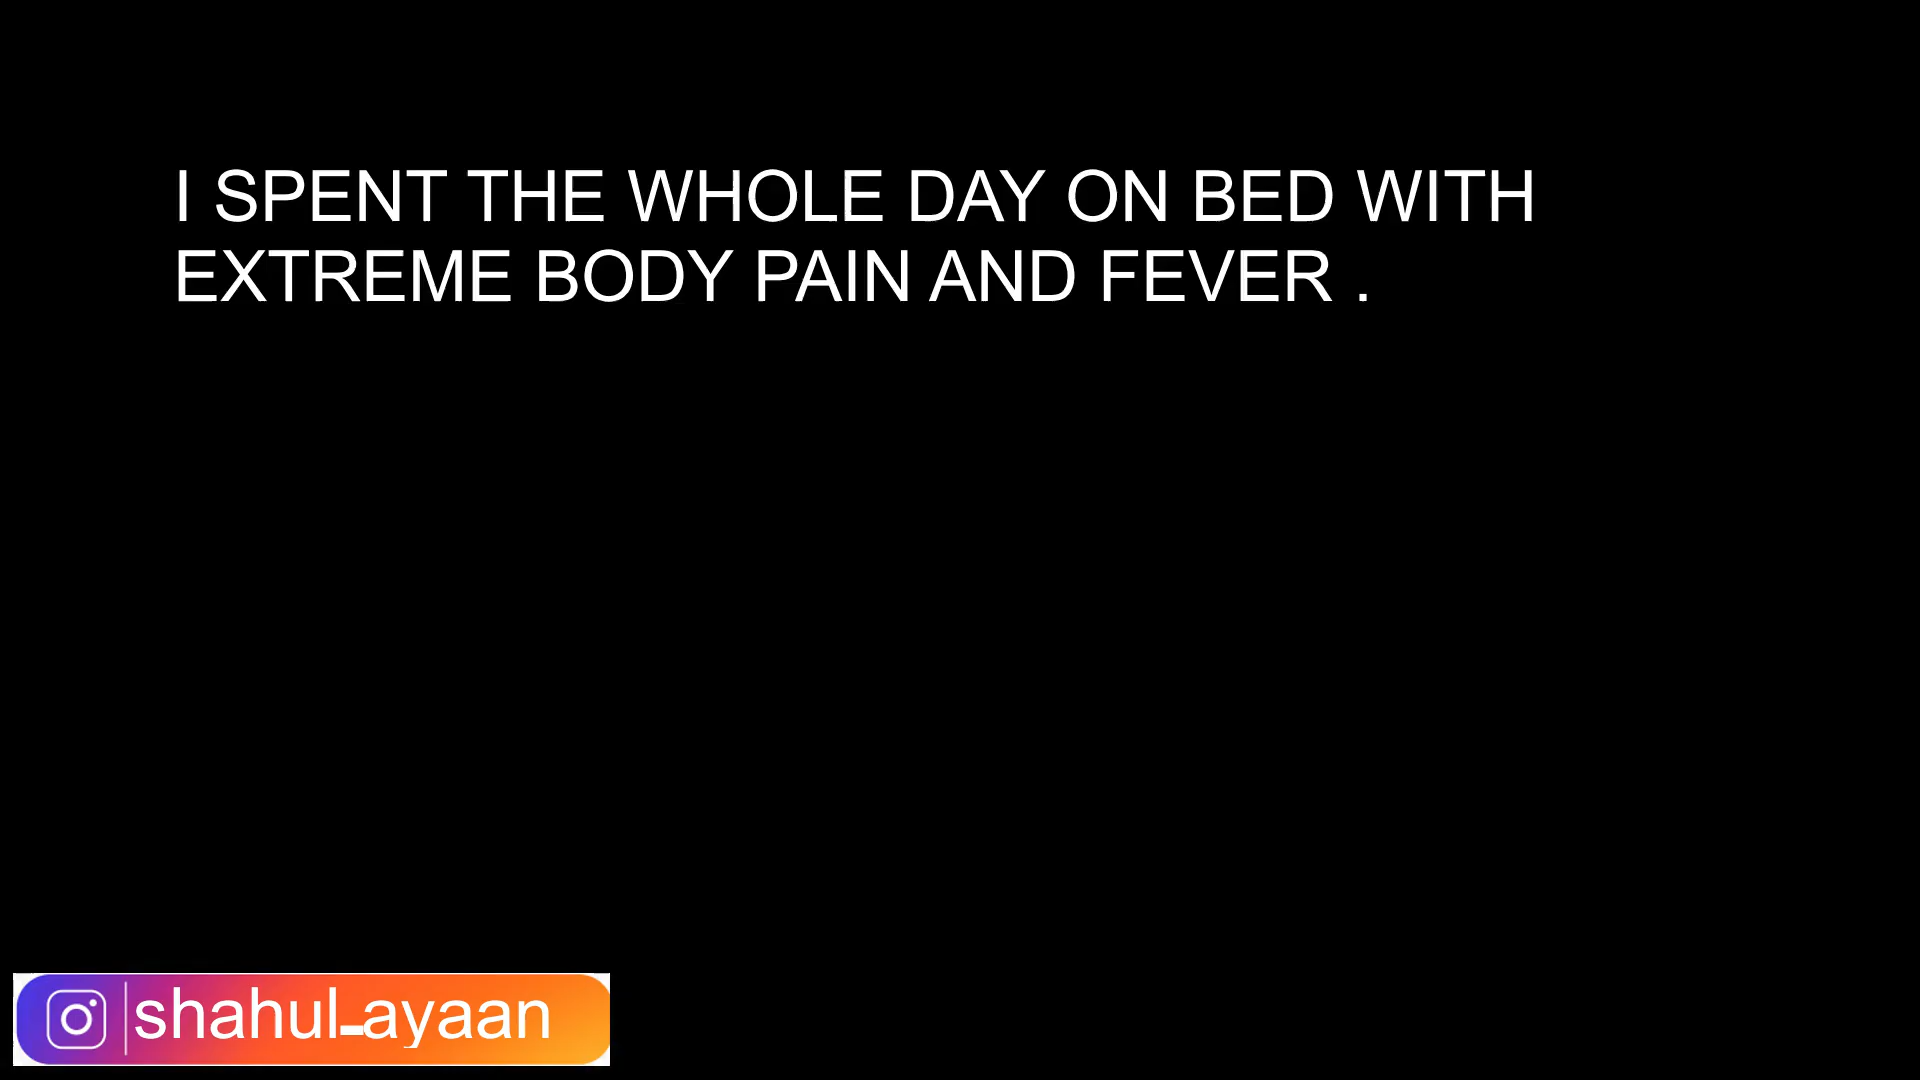 I SPENT THE WHOLE DAY ON BED WITH
EXTREME BODY PAIN AND FEVER .
shahul_ayaan